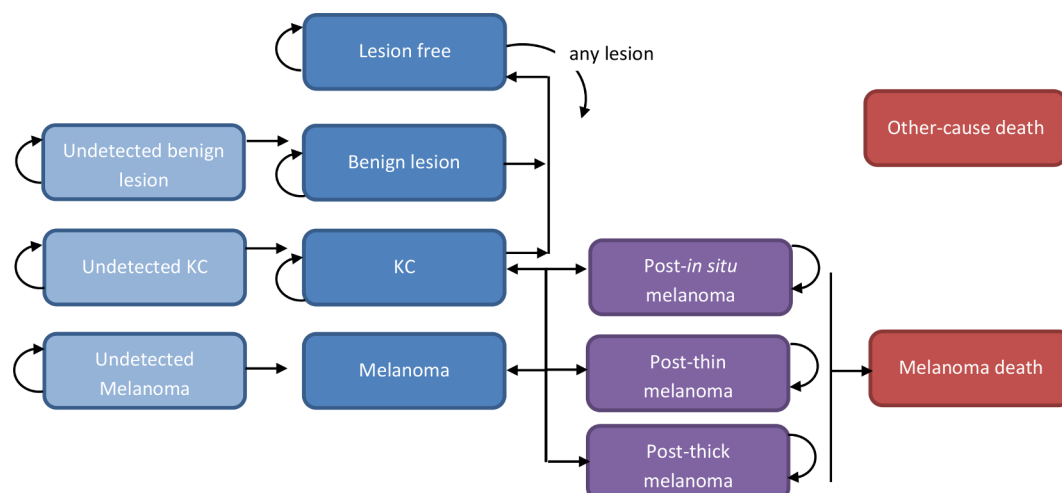 Lesion free
any lesion
Other-cause death
Undetected benign
lesion
Benign lesion
Undetected KC
KC
Post-in situ
melanoma
Undetected
Melanoma
Melanoma
Post-thin
melanoma
Melanoma death
Post-thick
melanoma